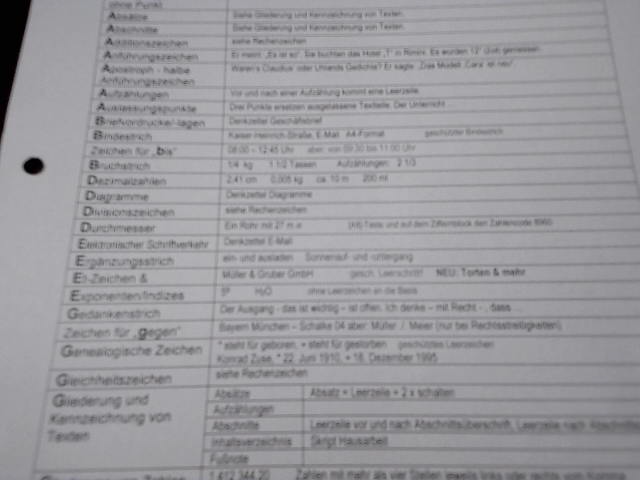 ohne Punkt
Absätze Siehe Gliederung und Kennzeichnung von Texten.
Abschnitte Siehe Gliederung und Kennzeichnung von Texten.
Additionszeichen siehe Rechenzeichen
Anführungszeichen Er meint: „Es ist so". Sie buchten das Hotel „T" in Rimini. Es wurden 12" (Zoll) gemessen.
Apostroph - halbe Anführungszeichen Waren's Claudius' oder Uhlands Gedichte? Er sagte: „Das Modell ,Cara' ist neu".
Aufzählungen Vor und nach einer Aufzählung kommt eine Leerzeile.
Auslassungspunkte Drei Punkte ersetzen ausgelassene Textteile. Der Unterricht ...
Briefvordrucke/-lagen Denkzettel Geschäftsbrief
Bindestrich Kaiser-Heinrich-Straße, E-Mail A4-Format geschützter Bindestrich
Zeichen für „bis" 08:00 – 12:45 Uhr aber: von 09:30 bis 11:00 Uhr
Bruchstrich 1/4 kg 1 1/2 Tassen Aufzählungen: 2 1/3
Dezimalzahlen 2,41 cm 0,005 kg ca. 10 m 200 ml
Diagramme Denkzettel Diagramme
Divisionszeichen siehe Rechenzeichen
Durchmesser Ein Rohr mit 27 m ø (Alt)-Taste und auf dem Ziffernblock den Zahlencode
Elektronischer Schriftverkehr Denkzettel E-Mail
Ergänzungsstrich ein- und ausladen Sonnenauf- und -untergang
Et-Zeichen & Müller & Gruber GmbH gesch. Leerschritt! NEU: Torten & mehr
Exponenten/Indizes H₂O ohne Leerzeichen an die Basis
Gedankenstrich Der Ausgang - das ist wichtig – ist offen. Ich denke – mit Recht - , dass ...
Zeichen für „gegen" Bayern München – Schalke 04 aber: Müller ./. Meier (nur bei Rechtsstreitigkeiten)
Genealogische Zeichen * steht für geboren, + steht für gestorben geschütztes Leerzeichen
Konrad Zuse, * 22. Juni 1910, + 18. Dezember 1995
Gleichheitszeichen siehe Rechenzeichen
Gliederung und Kennzeichnung von Texten Absätze Absatz = Leerzeile = 2 x schalten
Aufzählungen
Abschnitte Leerzeile vor und nach Abschnittsüberschrift, Leerzeile nach
Inhaltsverzeichnis Skript Hausarbeit
Fußnote
1 412 344,20 Zahlen mit mehr als vier Stellen jeweils links oder rechts vom Komma